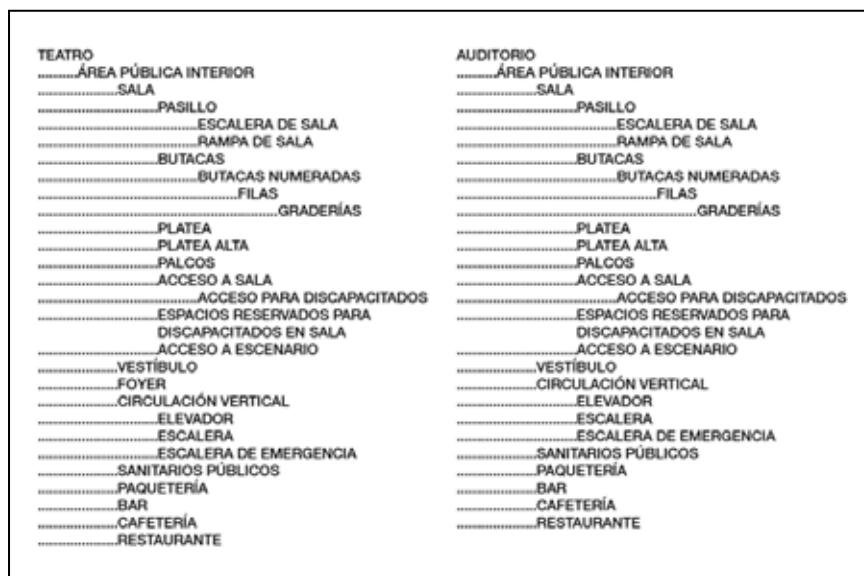 TEATRO
..........ÁREA PÚBLICA INTERIOR
....................SALA
..............................PASILLO
........................................ESCALERA DE SALA
........................................RAMPA DE SALA
..............................BUTACAS
........................................BUTACAS NUMERADAS
..................................................FILAS
............................................................GRADERÍAS
..............................PLATEA
..............................PLATEA ALTA
..............................PALCOS
..............................ACCESO A SALA
........................................ACCESO PARA DISCAPACITADOS
..............................ESPACIOS RESERVADOS PARA
DISCAPACITADOS EN SALA
..............................ACCESO A ESCENARIO
....................VESTÍBULO
....................FOYER
....................CIRCULACIÓN VERTICAL
..............................ELEVADOR
..............................ESCALERA
..............................ESCALERA DE EMERGENCIA
....................SANITARIOS PÚBLICOS
....................PAQUETERÍA
....................BAR
....................CAFETERÍA
....................RESTAURANTE
AUDITORIO
..........ÁREA PÚBLICA INTERIOR
....................SALA
..............................PASILLO
........................................ESCALERA DE SALA
........................................RAMPA DE SALA
..............................BUTACAS
........................................BUTACAS NUMERADAS
..................................................FILAS
............................................................GRADERÍAS
..............................PLATEA
..............................PLATEA ALTA
..............................PALCOS
..............................ACCESO A SALA
........................................ACCESO PARA DISCAPACITADOS
..............................ESPACIOS RESERVADOS PARA
DISCAPACITADOS EN SALA
..............................ACCESO A ESCENARIO
....................VESTÍBULO
....................CIRCULACIÓN VERTICAL
..............................ELEVADOR
..............................ESCALERA
..............................ESCALERA DE EMERGENCIA
....................SANITARIOS PÚBLICOS
....................PAQUETERÍA
....................BAR
....................CAFETERÍA
....................RESTAURANTE